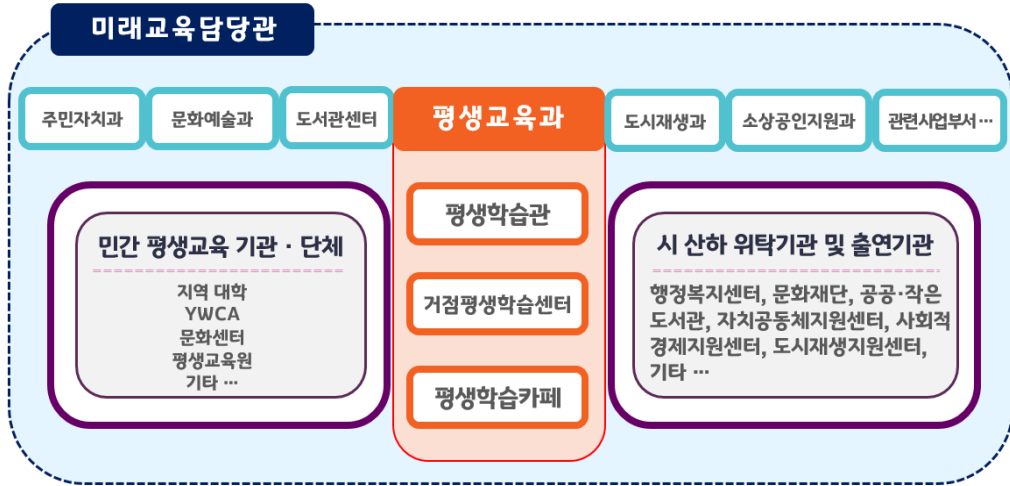 미래교육담당관
주민자치과
문화예술과
도서관센터
평생교육과
도시재생과
소상공인지원과
관련사업부서…
민간 평생교육 기관 · 단체
지역 대학
YWCA
문화센터
평생교육원
기타 …
평생학습관
거점평생학습센터
평생학습카페
시 산하 위탁기관 및 출연기관
행정복지센터, 문화재단, 공공·작은
도서관, 자치공동체지원센터, 사회적
경제지원센터, 도시재생지원센터,
기타 …